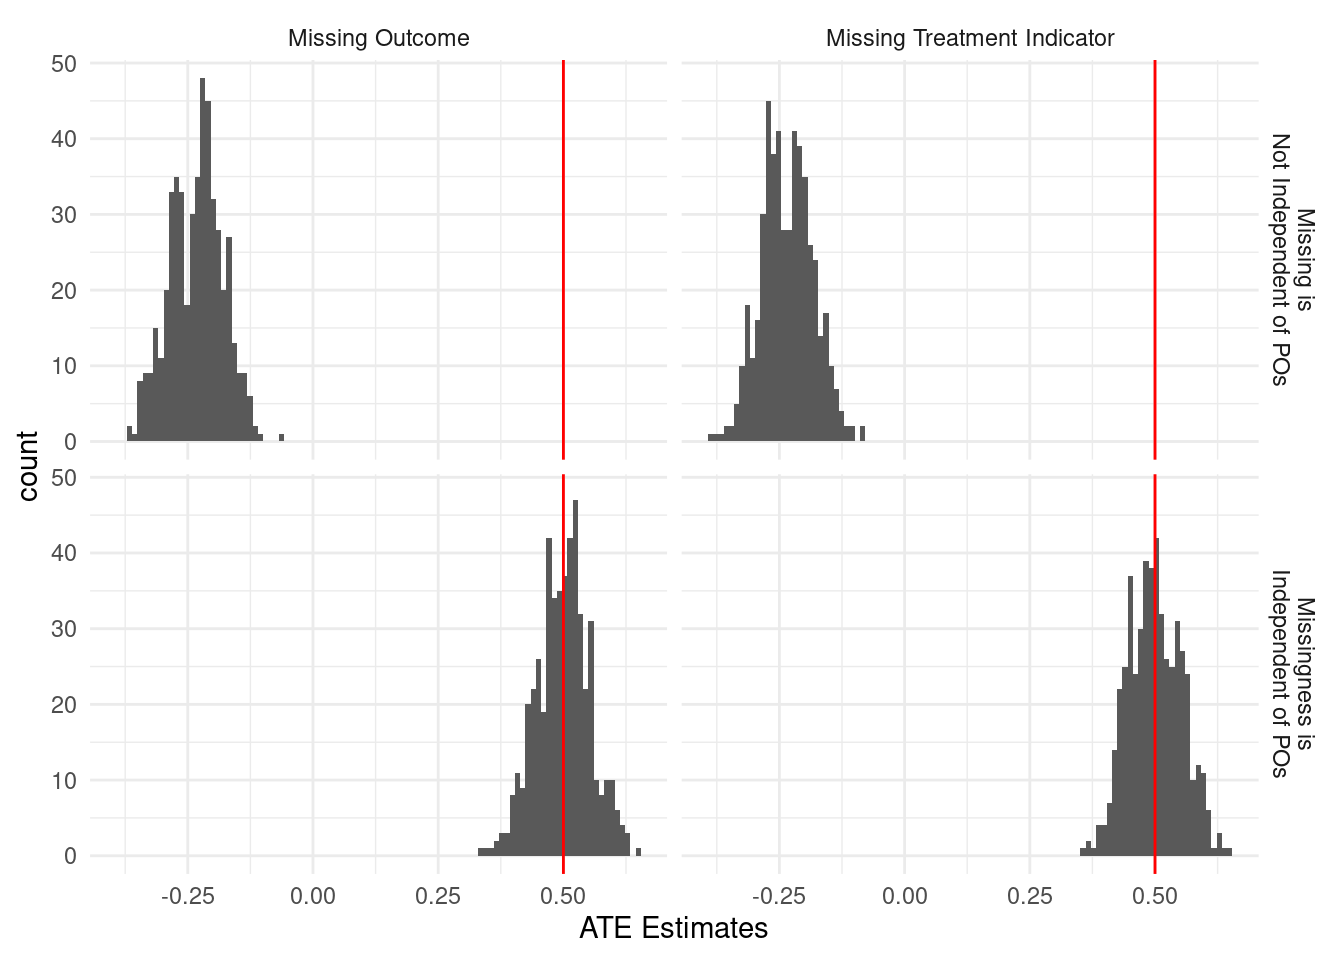 Missing Outcome
Missing Treatment Indicator
50
40
30
20
10
0
Missing is
Not Independent of POs
50
40
30
20
10
0
Missingness is
Independent of POs
count
-0.25 0.00 0.25 0.50
-0.25 0.00 0.25 0.50
ATE Estimates